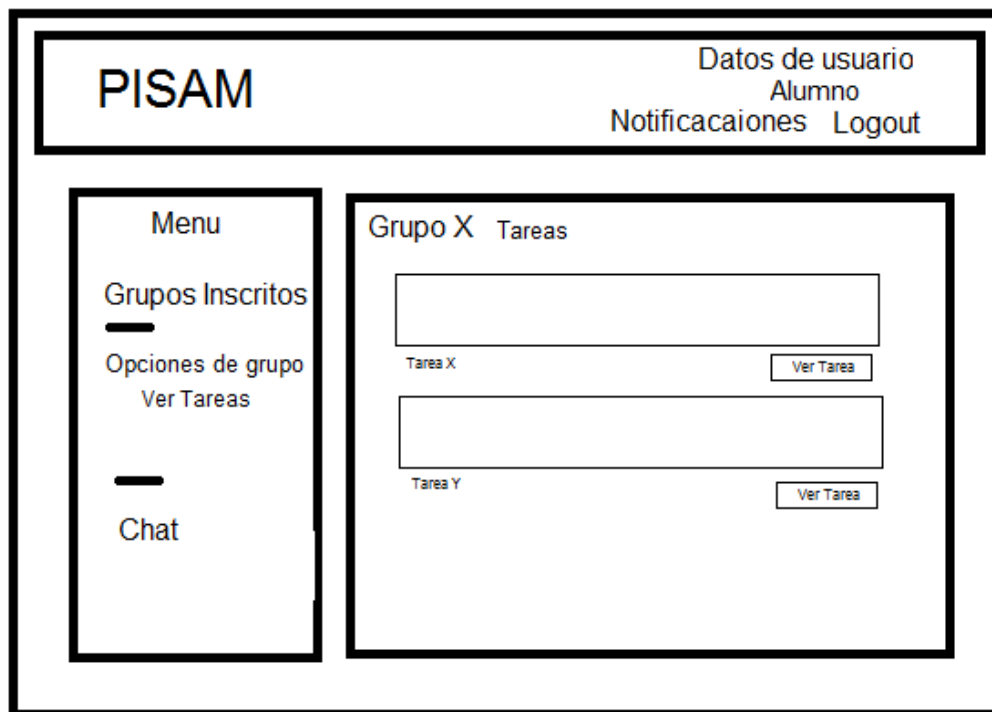 PISAM
Datos de usuario
Alumno
Notificacaiones Logout
Menu
Grupos Inscritos
Opciones de grupo
Ver Tareas
Chat
Grupo X Tareas
Tarea X
Ver Tarea
Tarea Y
Ver Tarea